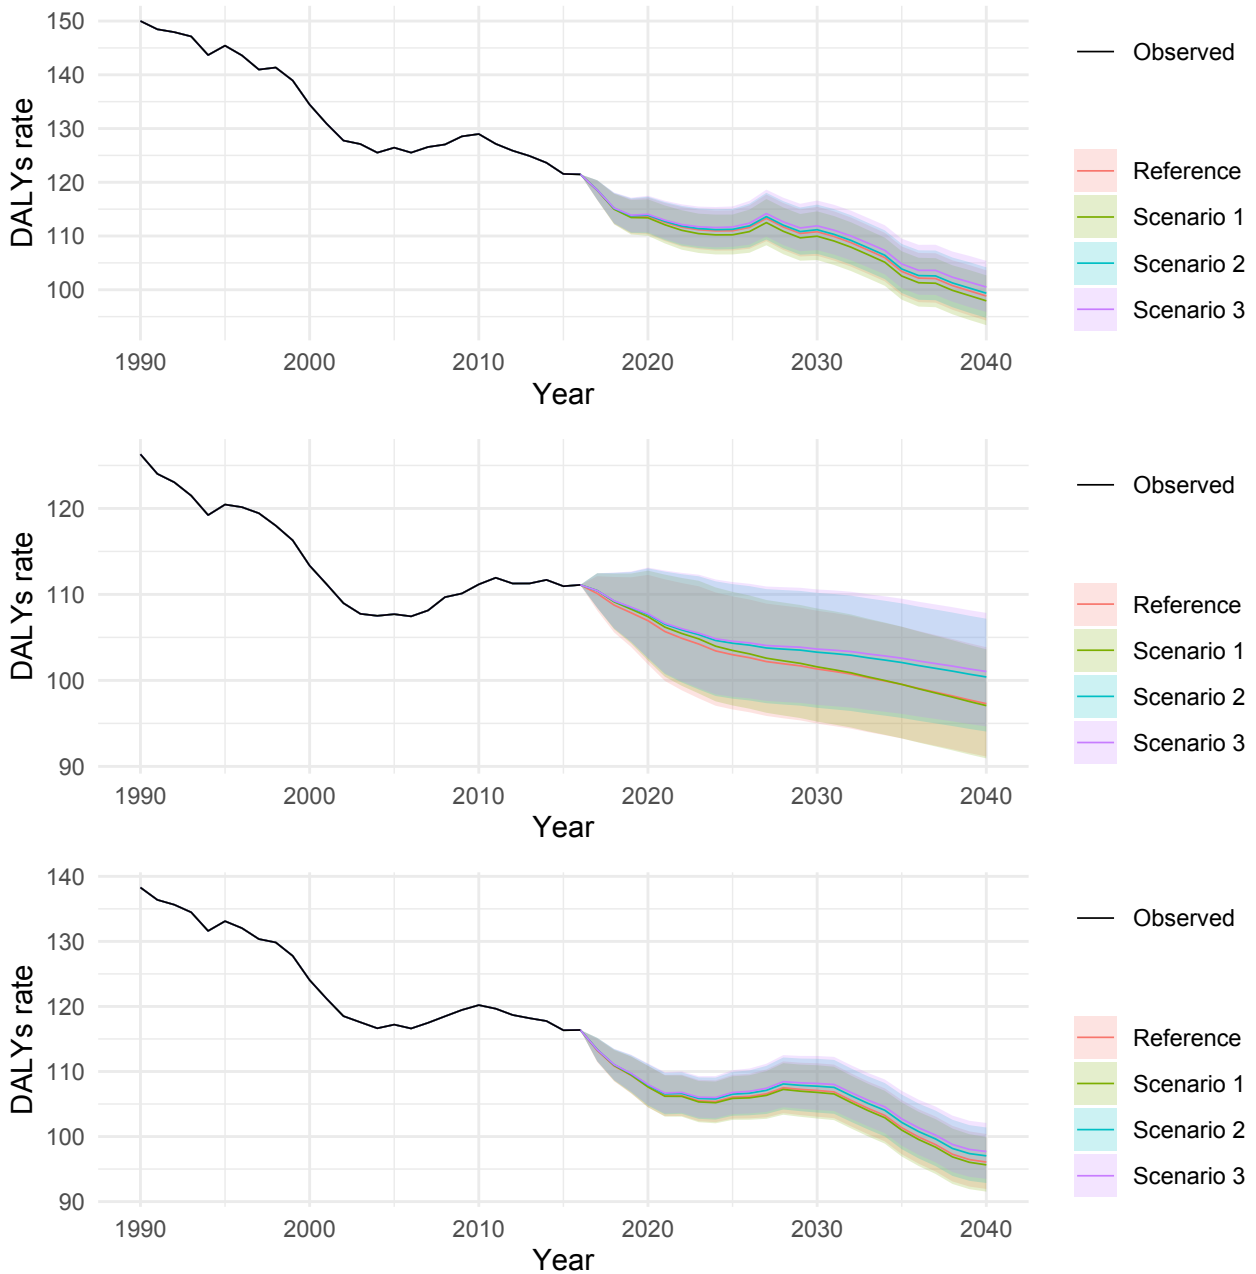 150
140
130
120
110
100
DALYs rate
1990
2000
2010
2020
2030
2040
Year
Observed
Reference
Scenario 1
Scenario 2
Scenario 3
120
110
100
90
DALYs rate
1990
2000
2010
2020
2030
2040
Year
Observed
Reference
Scenario 1
Scenario 2
Scenario 3
140
130
120
110
100
90
DALYs rate
1990
2000
2010
2020
2030
2040
Year
Observed
Reference
Scenario 1
Scenario 2
Scenario 3